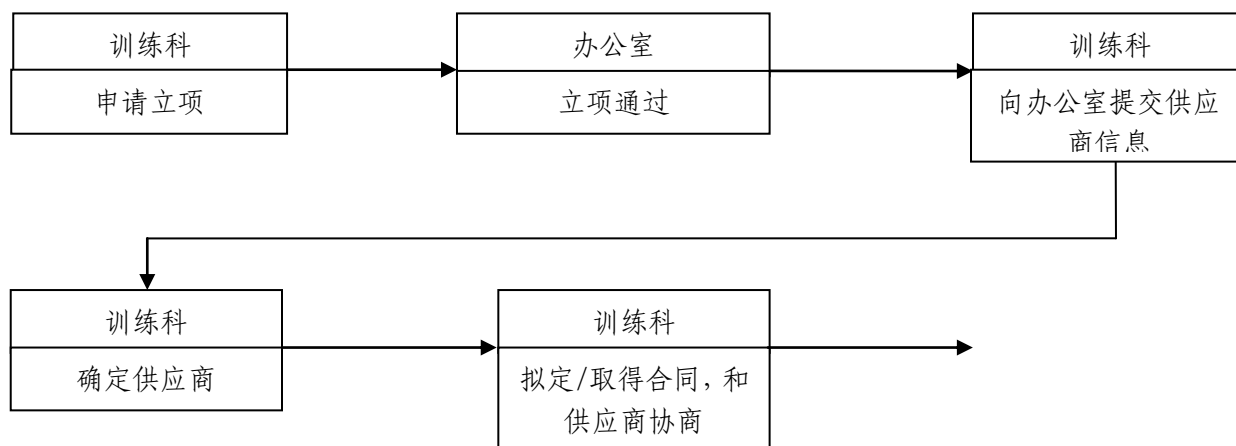 训练科
申请立项
办公室
立项通过
训练科
向办公室提交供应
商信息
训练科
确定供应商
训练科
拟定/取得合同,和
供应商协商